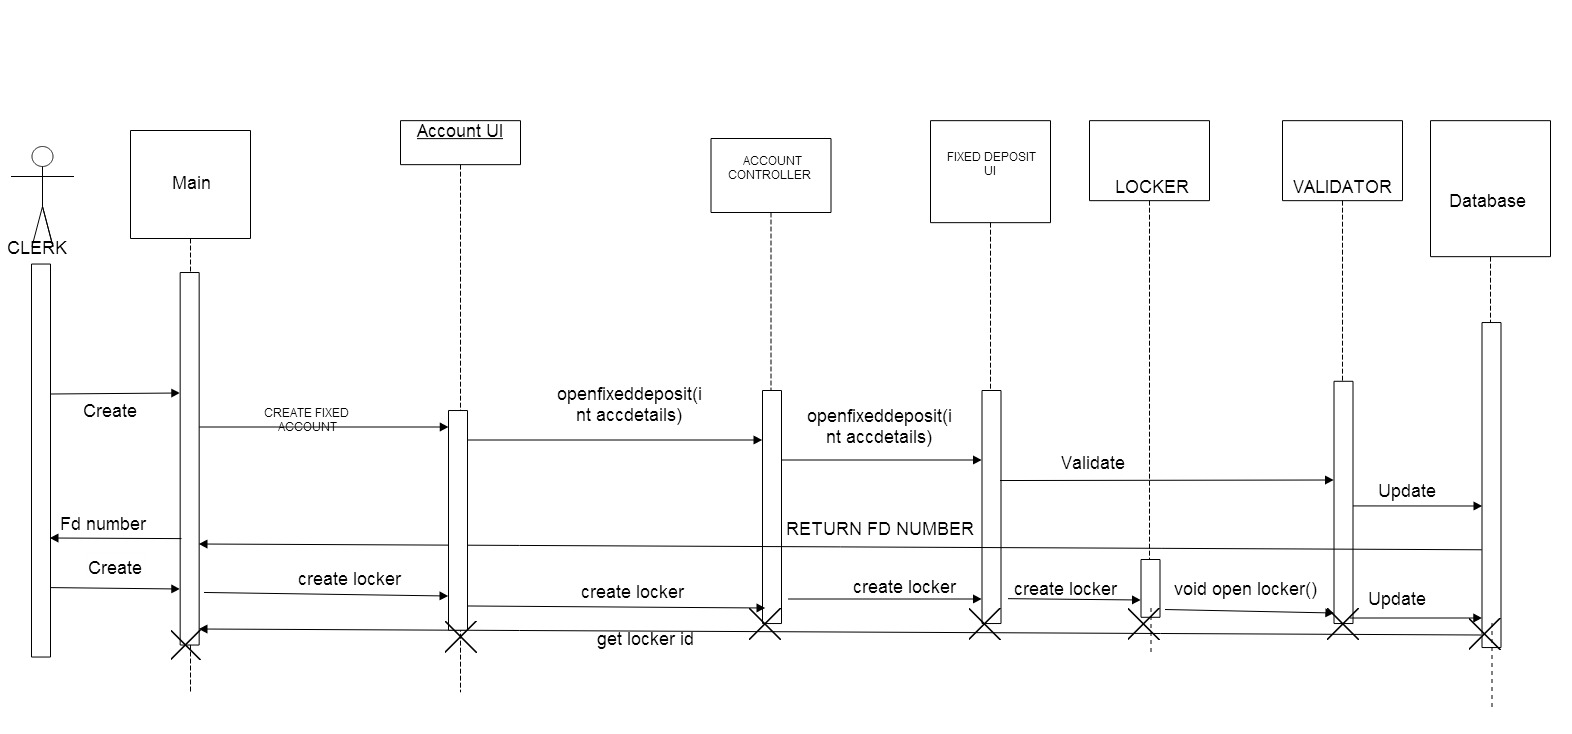 Account UI
ACCOUNT
CONTROLLER
FIXED DEPOSIT
UI
Main
LOCKER
VALIDATOR
Database
CLERK
openfixeddeposit(i
nt accdetails)
Create
CREATE FIXED
ACCOUNT
openfixeddeposit(i
nt accdetails)
Validate
Update
Fd number
RETURN FD NUMBER
Create
create locker
create locker
create locker
create locker
void open locker()
Update
get locker id